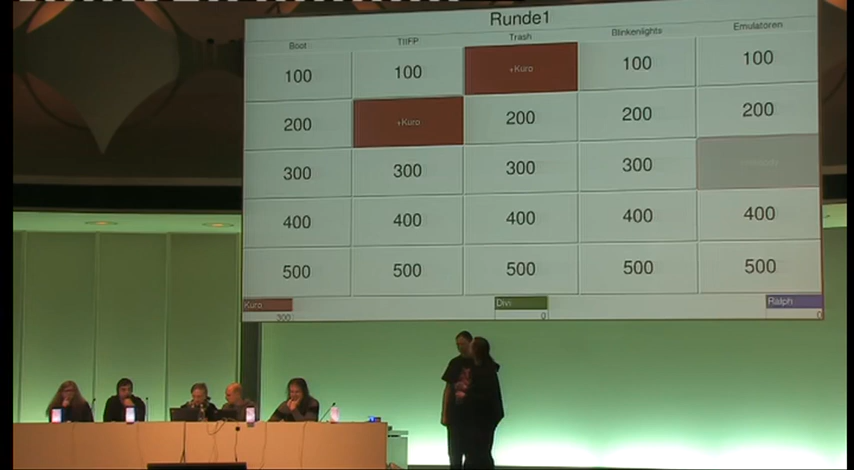 Runde1
Boot TIIFP Trash Blinkenlights Emulatoren
100 100 +Kuro 100 100
200 +Kuro 200 200 200
300 300 300 300
400 400 400 400 400
500 500 500 500 500
Kuro Divi Ralph
300 0 0